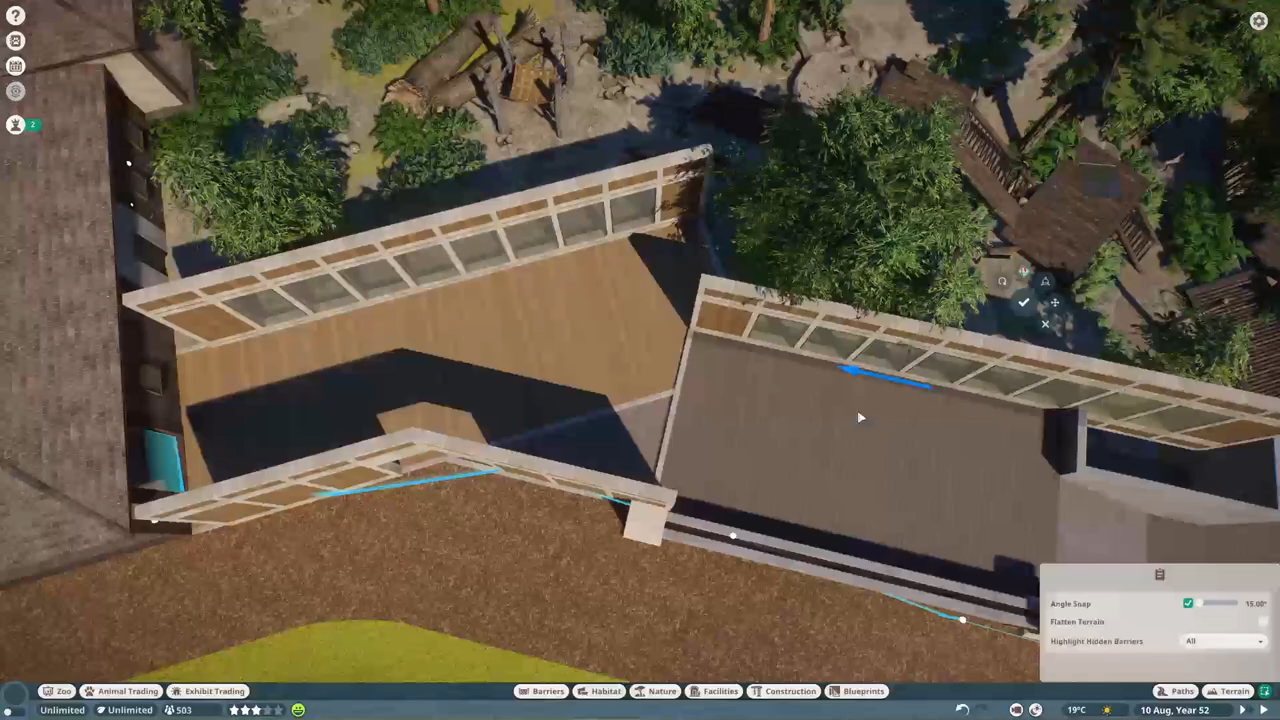 ?
2
Angle Snap 15.00°
Flatten Terrain
Highlight Hidden Barriers All
Zoo Animal Trading Exhibit Trading Barriers Habitat Nature Facilities Construction Blueprints Paths Terrain
Unlimited Unlimited 503 19°C 10 Aug, Year 52